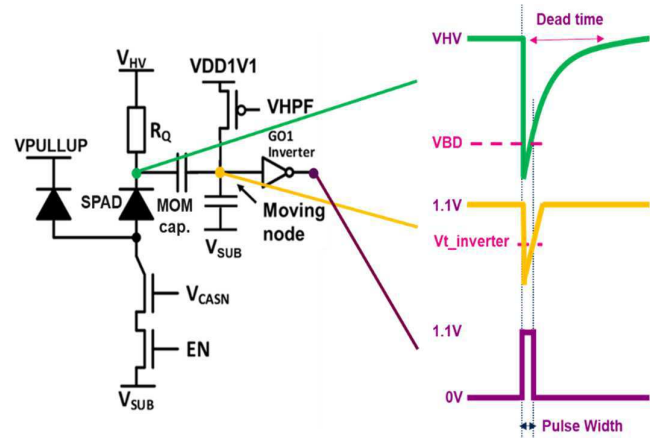 Dead time
VHV
VHV
VDD1V1
VHPF
RQ
GO1
Inverter
VPULLUP
VBD
SPAD
MOM
cap.
Moving
node
VSUB
1.1V
Vt_inverter
VCASN
1.1V
EN
VSUB
0V
Pulse Width